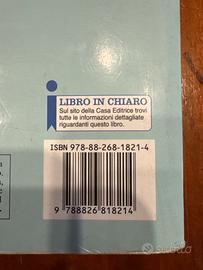 LIBRO IN CHIARO
Sul sito della Casa Editrice trovi
tutte le informazioni dettagliate
riguardanti questo libro.
ISBN 978-88-268-1821-4
9 788826 818214
subito